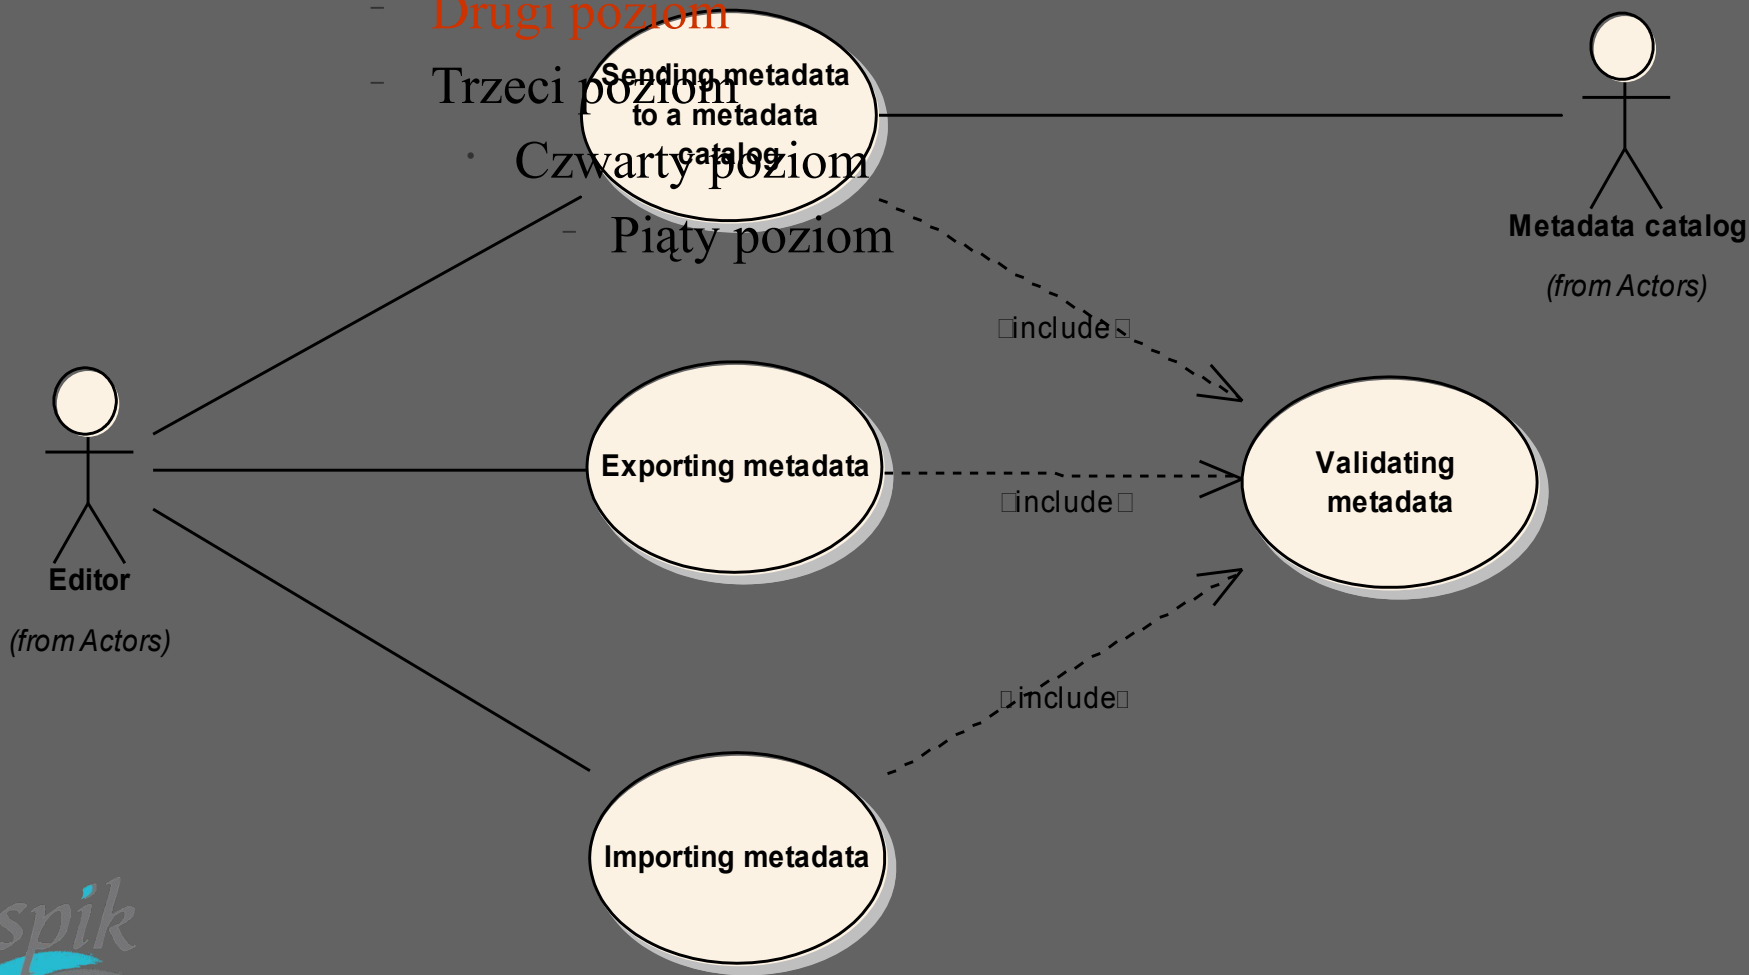 Drugi poziom
Trzeci poziom
Czwarty poziom
Piąty poziom
Sending metadata
to a metadata
catalog
Metadata catalog
(from Actors)
include
Exporting metadata
include
Validating
metadata
Editor
(from Actors)
include
Importing metadata
spik